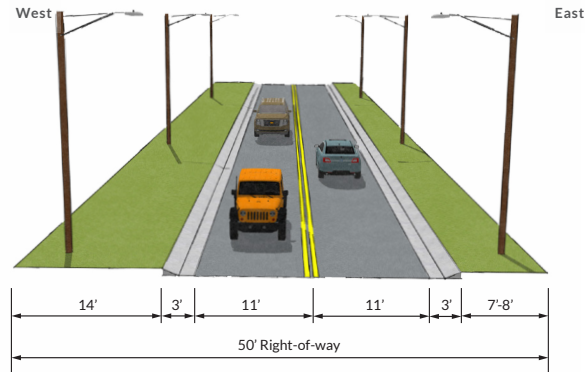 West
East
14’
3’
11’
11’
3’
7’-8’
50’ Right-of-way